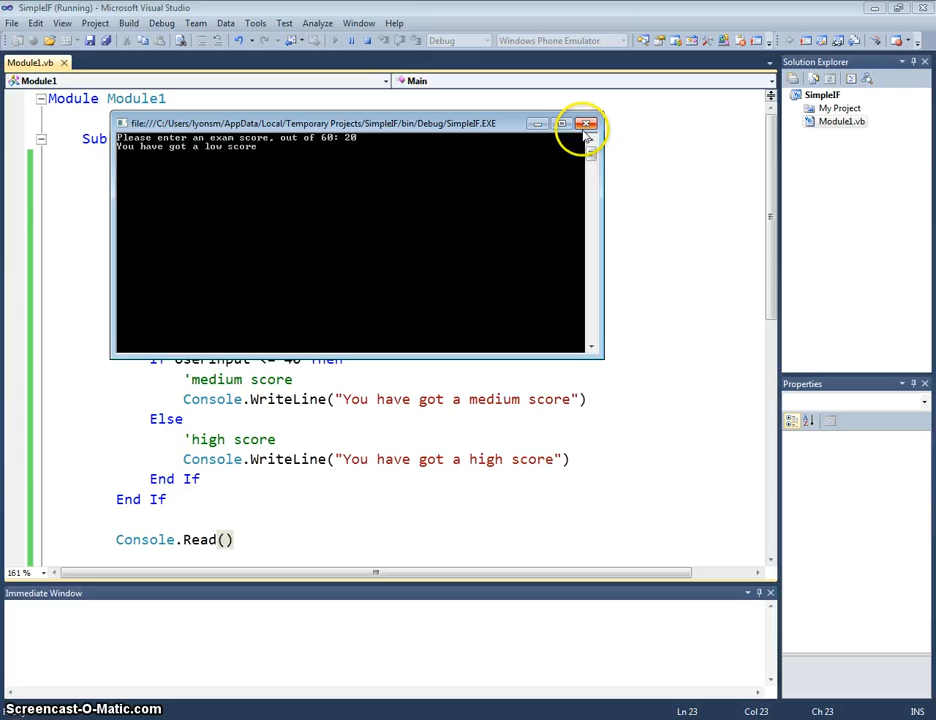 SimpleIF (Running) - Microsoft Visual Studio
File Edit View Project Build Debug Team Data Tools Test Analyze Window Help
Debug Windows Phone Emulator
Module1.vb
Solution Explorer
Module1 Main
SimpleIF
My Project
Module1.vb
Module Module1
file:///C:/Users/lyonsm/AppData/Local/Temporary Projects/SimpleIF/bin/Debug/SimpleIF.EXE
Sub
Please enter an exam score, out of 60: 20
You have got a low score
Then
'medium score
Console.WriteLine("You have got a medium score")
Else
'high score
Console.WriteLine("You have got a high score")
End If
End If
Console.Read()
Properties
161 %
Immediate Window
Screencast-O-Matic.com
Ln 23 Col 23 Ch 23 INS